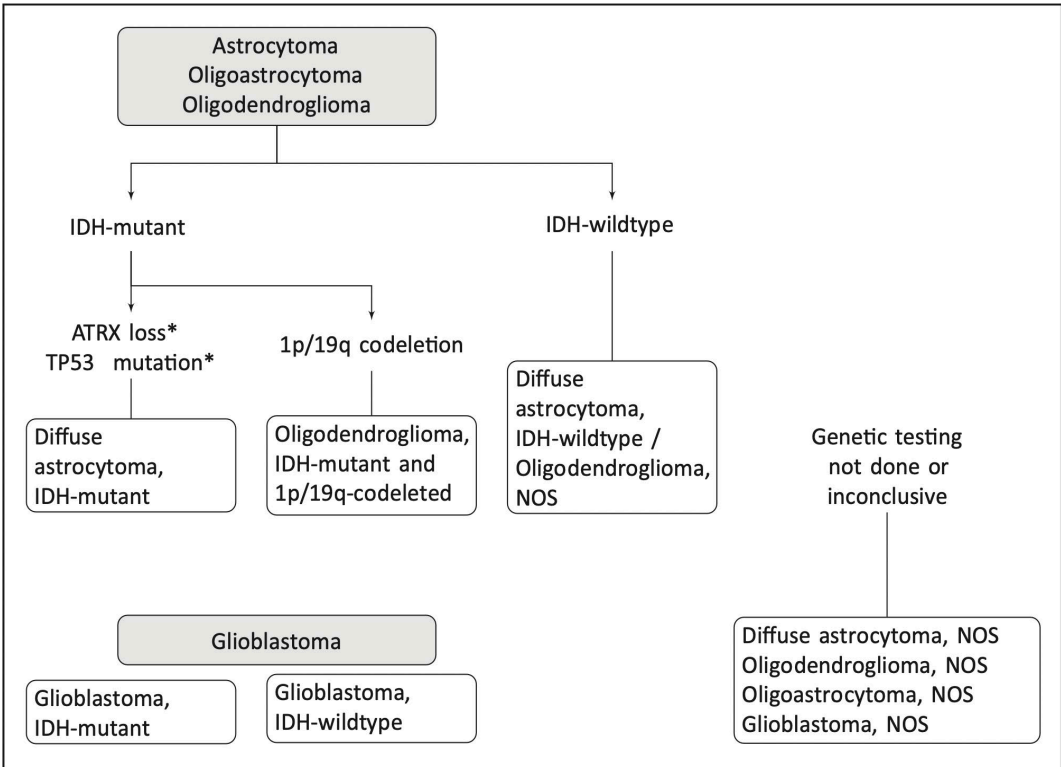 Astrocytoma
Oligoastrocytoma
Oligodendroglioma
IDH-mutant
IDH-wildtype
ATRX loss*
TP53 mutation*
1p/19q codeletion
Diffuse
astrocytoma,
IDH-mutant
Oligodendroglioma,
IDH-mutant and
1p/19q-codeleted
Diffuse
astrocytoma,
IDH-wildtype /
Oligodendroglioma,
NOS
Genetic testing
not done or
inconclusive
Glioblastoma
Glioblastoma,
IDH-mutant
Glioblastoma,
IDH-wildtype
Diffuse astrocytoma, NOS
Oligodendroglioma, NOS
Oligoastrocytoma, NOS
Glioblastoma, NOS